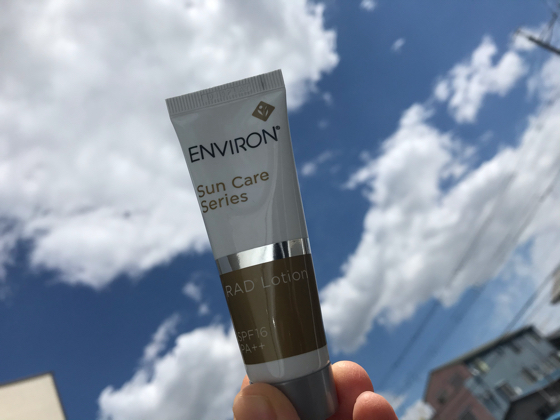 ENVIRON®
Sun Care
Series
RAD Lotion
SPF16
PA++